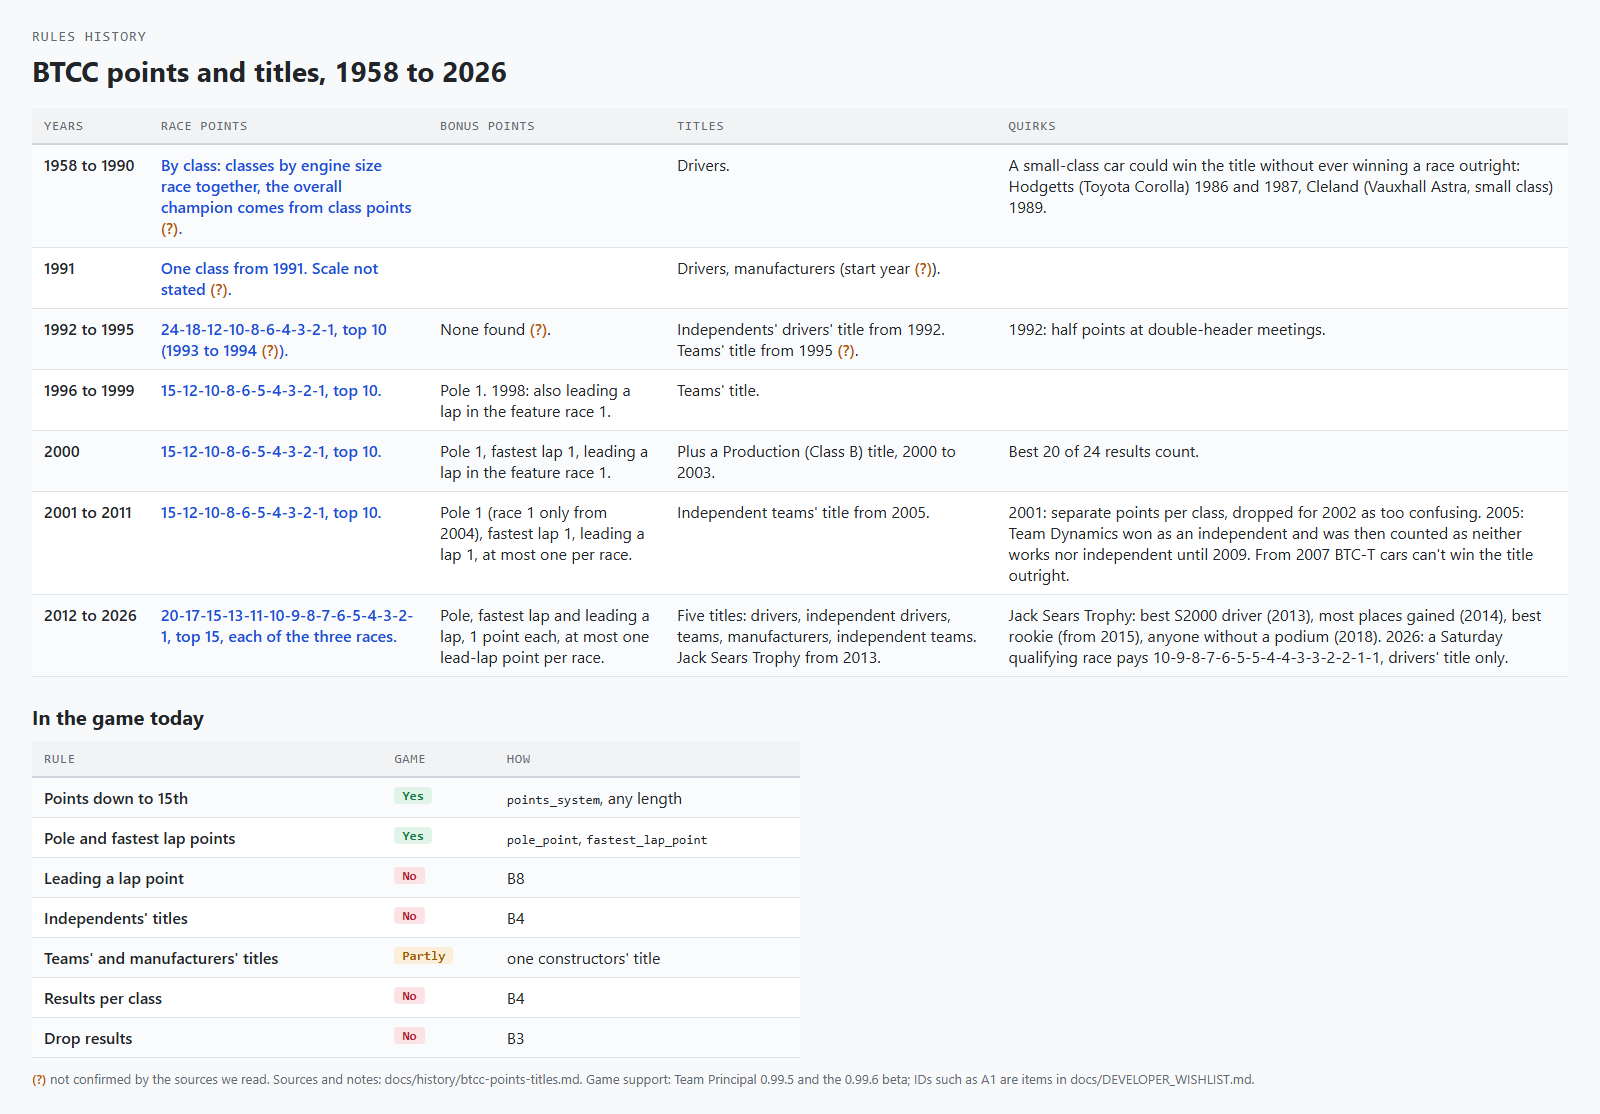 RULES HISTORY
BTCC points and titles, 1958 to 2026
YEARS RACE POINTS BONUS POINTS TITLES QUIRKS
1958 to 1990
By class: classes by engine size
race together, the overall
champion comes from class points
(?).
Drivers.
A small-class car could win the title without ever winning a race outright:
Hodgetts (Toyota Corolla) 1986 and 1987, Cleland (Vauxhall Astra, small class)
1989.
1991
One class from 1991. Scale not
stated (?).
Drivers, manufacturers (start year (?)).
1992 to 1995
24-18-12-10-8-6-4-3-2-1, top 10
(1993 to 1994 (?)).
None found (?).
Independents' drivers' title from 1992.
Teams' title from 1995 (?).
1992: half points at double-header meetings.
1996 to 1999
15-12-10-8-6-5-4-3-2-1, top 10.
Pole 1. 1998: also leading a
lap in the feature race 1.
Teams' title.
2000
15-12-10-8-6-5-4-3-2-1, top 10.
Pole 1, fastest lap 1, leading a
lap in the feature race 1.
Plus a Production (Class B) title, 2000 to
2003.
Best 20 of 24 results count.
2001 to 2011
15-12-10-8-6-5-4-3-2-1, top 10.
Pole 1 (race 1 only from
2004), fastest lap 1, leading a
lap 1, at most one per race.
Independent teams' title from 2005.
2001: separate points per class, dropped for 2002 as too confusing. 2005:
Team Dynamics won as an independent and was then counted as neither
works nor independent until 2009. From 2007 BTC-T cars can't win the title
outright.
2012 to 2026
20-17-15-13-11-10-9-8-7-6-5-4-3-2-
1, top 15, each of the three races.
Pole, fastest lap and leading a
lap, 1 point each, at most one
lead-lap point per race.
Five titles: drivers, independent drivers,
teams, manufacturers, independent teams.
Jack Sears Trophy from 2013.
Jack Sears Trophy: best S2000 driver (2013), most places gained (2014), best
rookie (from 2015), anyone without a podium (2018). 2026: a Saturday
qualifying race pays 10-9-8-7-6-5-5-4-4-3-3-2-2-1-1, drivers' title only.
In the game today
RULE GAME HOW
Points down to 15th Yes points_system, any length
Pole and fastest lap points Yes pole_point, fastest_lap_point
Leading a lap point No B8
Independents' titles No B4
Teams' and manufacturers' titles Partly one constructors' title
Results per class No B4
Drop results No B3
(?) not confirmed by the sources we read. Sources and notes: docs/history/btcc-points-titles.md. Game support: Team Principal 0.99.5 and the 0.99.6 beta; IDs such as A1 are items in docs/DEVELOPER_WISHLIST.md.